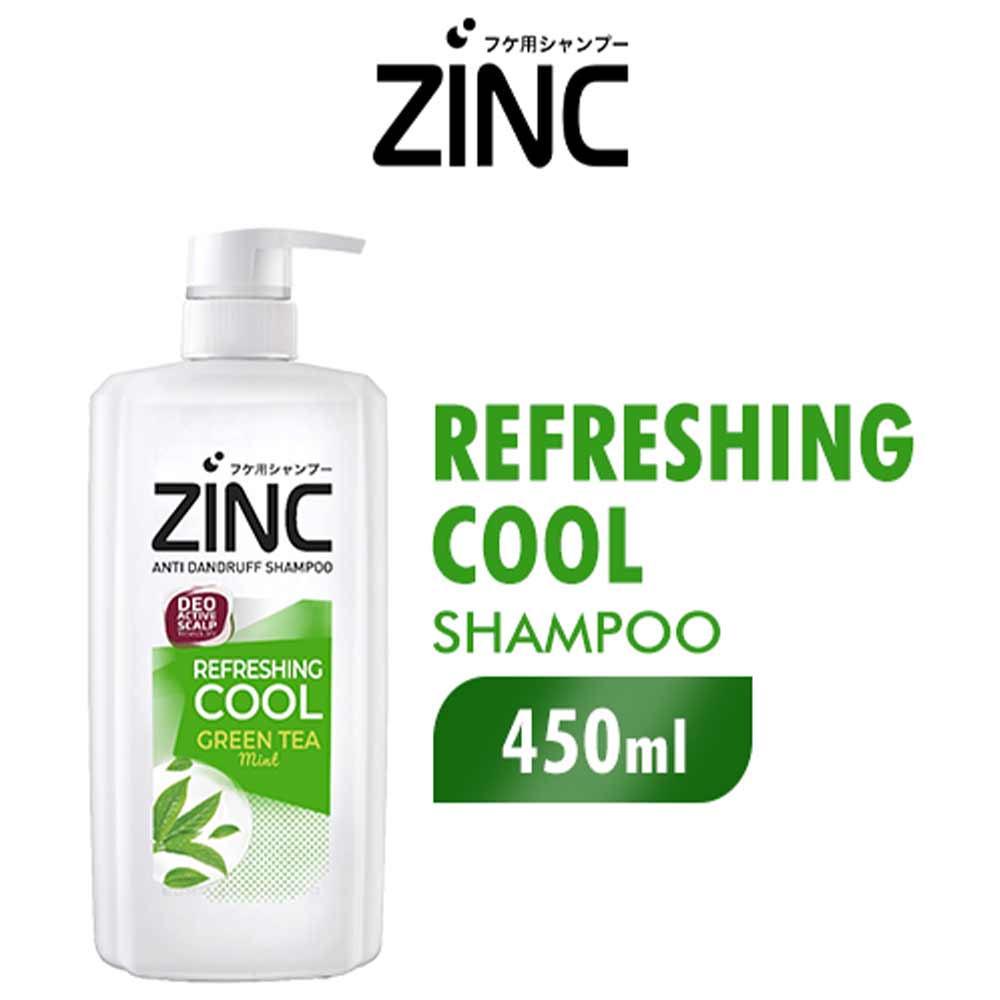 フケ用シャンプー
ZINC
フケ用シャンプー
ZINC
ANTI DANDRUFF SHAMPOO
DEO
ACTIVE
SCALP
REFRESHING
COOL
GREEN TEA
Mint
REFRESHING
COOL
SHAMPOO
450ml